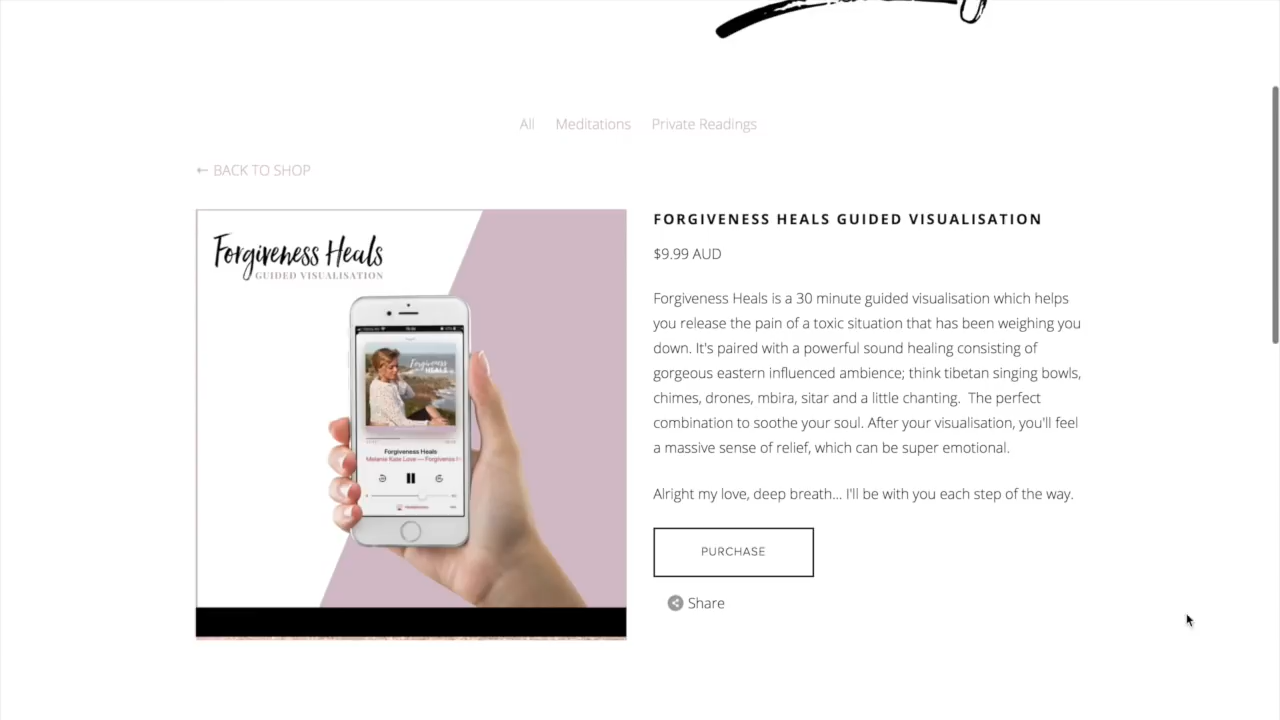 All Meditations Private Readings
← BACK TO SHOP
Forgiveness Heals
GUIDED VISUALISATION
Forgiveness
HEALS
Forgiveness Heals
FORGIVENESS HEALS GUIDED VISUALISATION
$9.99 AUD
Forgiveness Heals is a 30 minute guided visualisation which helps
you release the pain of a toxic situation that has been weighing you
down. It's paired with a powerful sound healing consisting of
gorgeous eastern influenced ambience; think tibetan singing bowls,
chimes, drones, mbira, sitar and a little chanting.  The perfect
combination to soothe your soul. After your visualisation, you'll feel
a massive sense of relief, which can be super emotional.
Alright my love, deep breath... I'll be with you each step of the way.
PURCHASE
Share